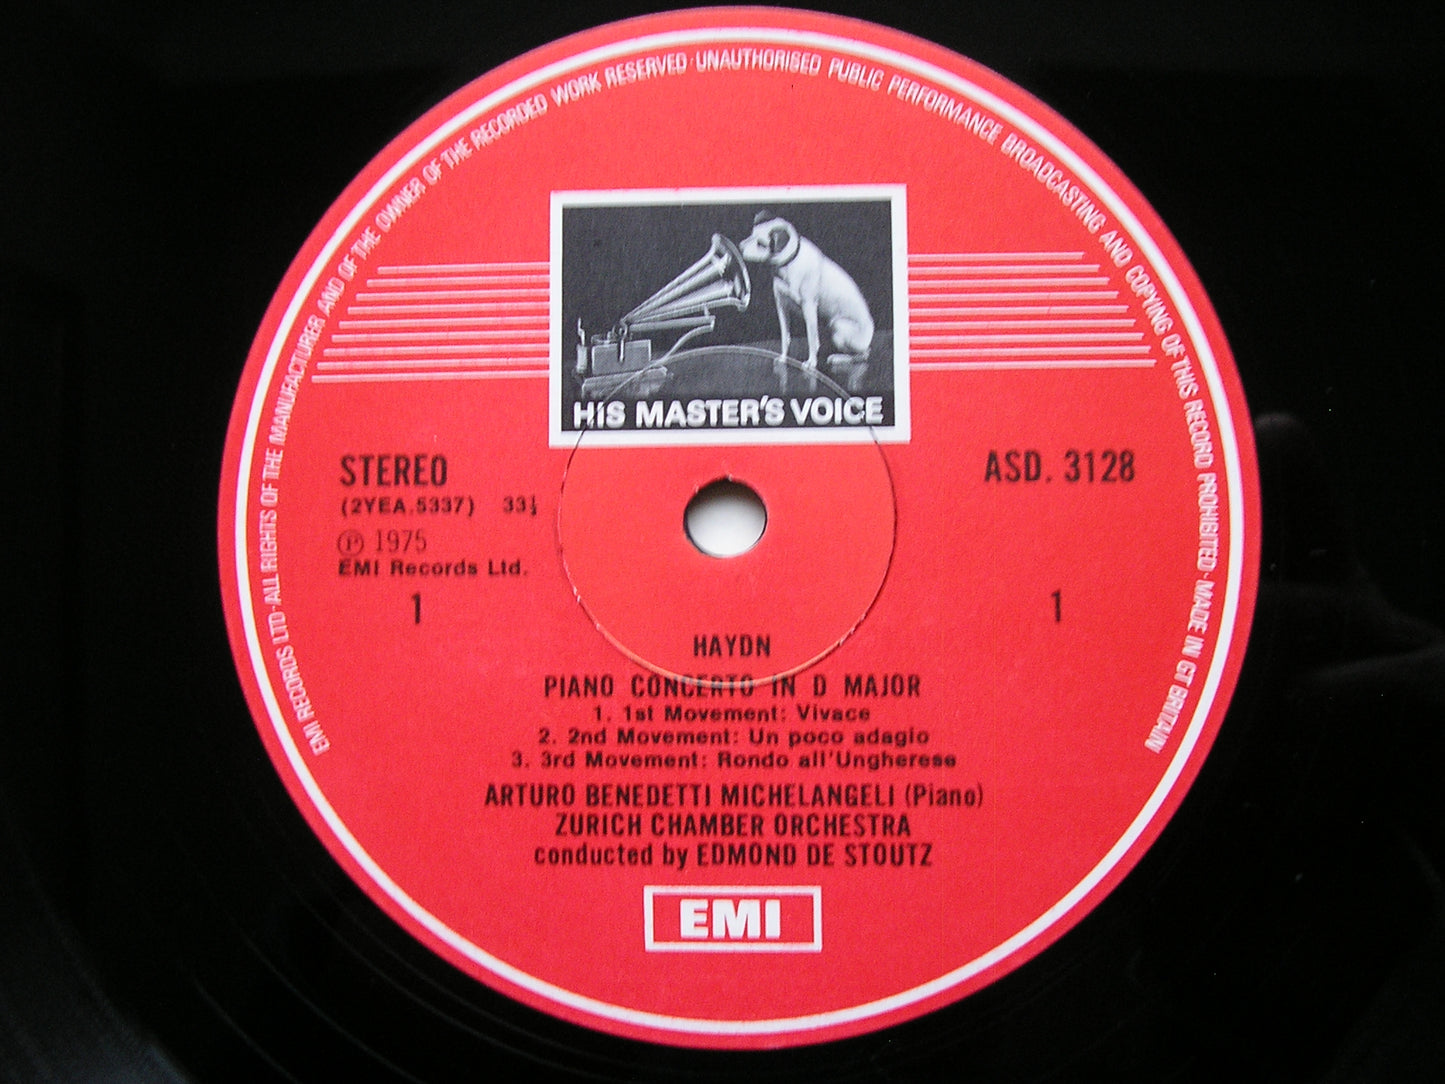 EMI RECORDS LTD · ALL RIGHTS OF THE MANUFACTURER AND OF THE OWNER OF THE RECORDED WORK RESERVED · UNAUTHORISED PUBLIC PERFORMANCE BROADCASTING AND COPYING OF THIS RECORD PROHIBITED · MADE IN GT BRITAIN
HIS MASTER'S VOICE
STEREO
ASD. 3128
(2YEA.5337) 33⅓
Ⓟ 1975
EMI Records Ltd.
1
1
HAYDN
PIANO CONCERTO IN D MAJOR
1. 1st Movement: Vivace
2. 2nd Movement: Un poco adagio
3. 3rd Movement: Rondo all'Ungherese
ARTURO BENEDETTI MICHELANGELI (Piano)
ZURICH CHAMBER ORCHESTRA
conducted by EDMOND DE STOUTZ
EMI